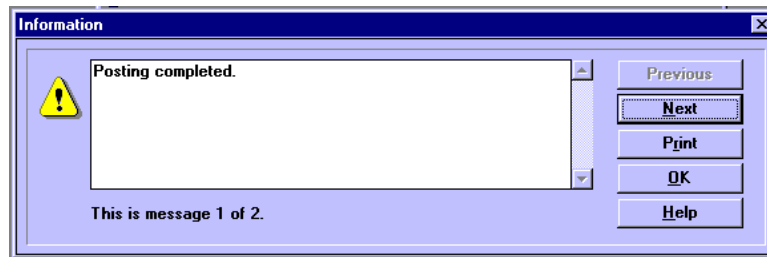 Information
Posting completed.
Previous
Next
Print
OK
Help
This is message 1 of 2.